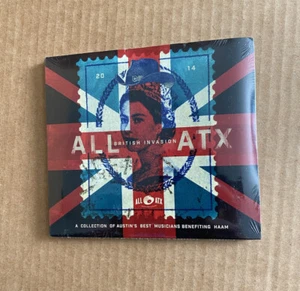 20 14
BRITISH INVASION
ALL ATX
ALL ATX
A COLLECTION OF AUSTIN'S BEST MUSICIANS BENEFITING HAAM